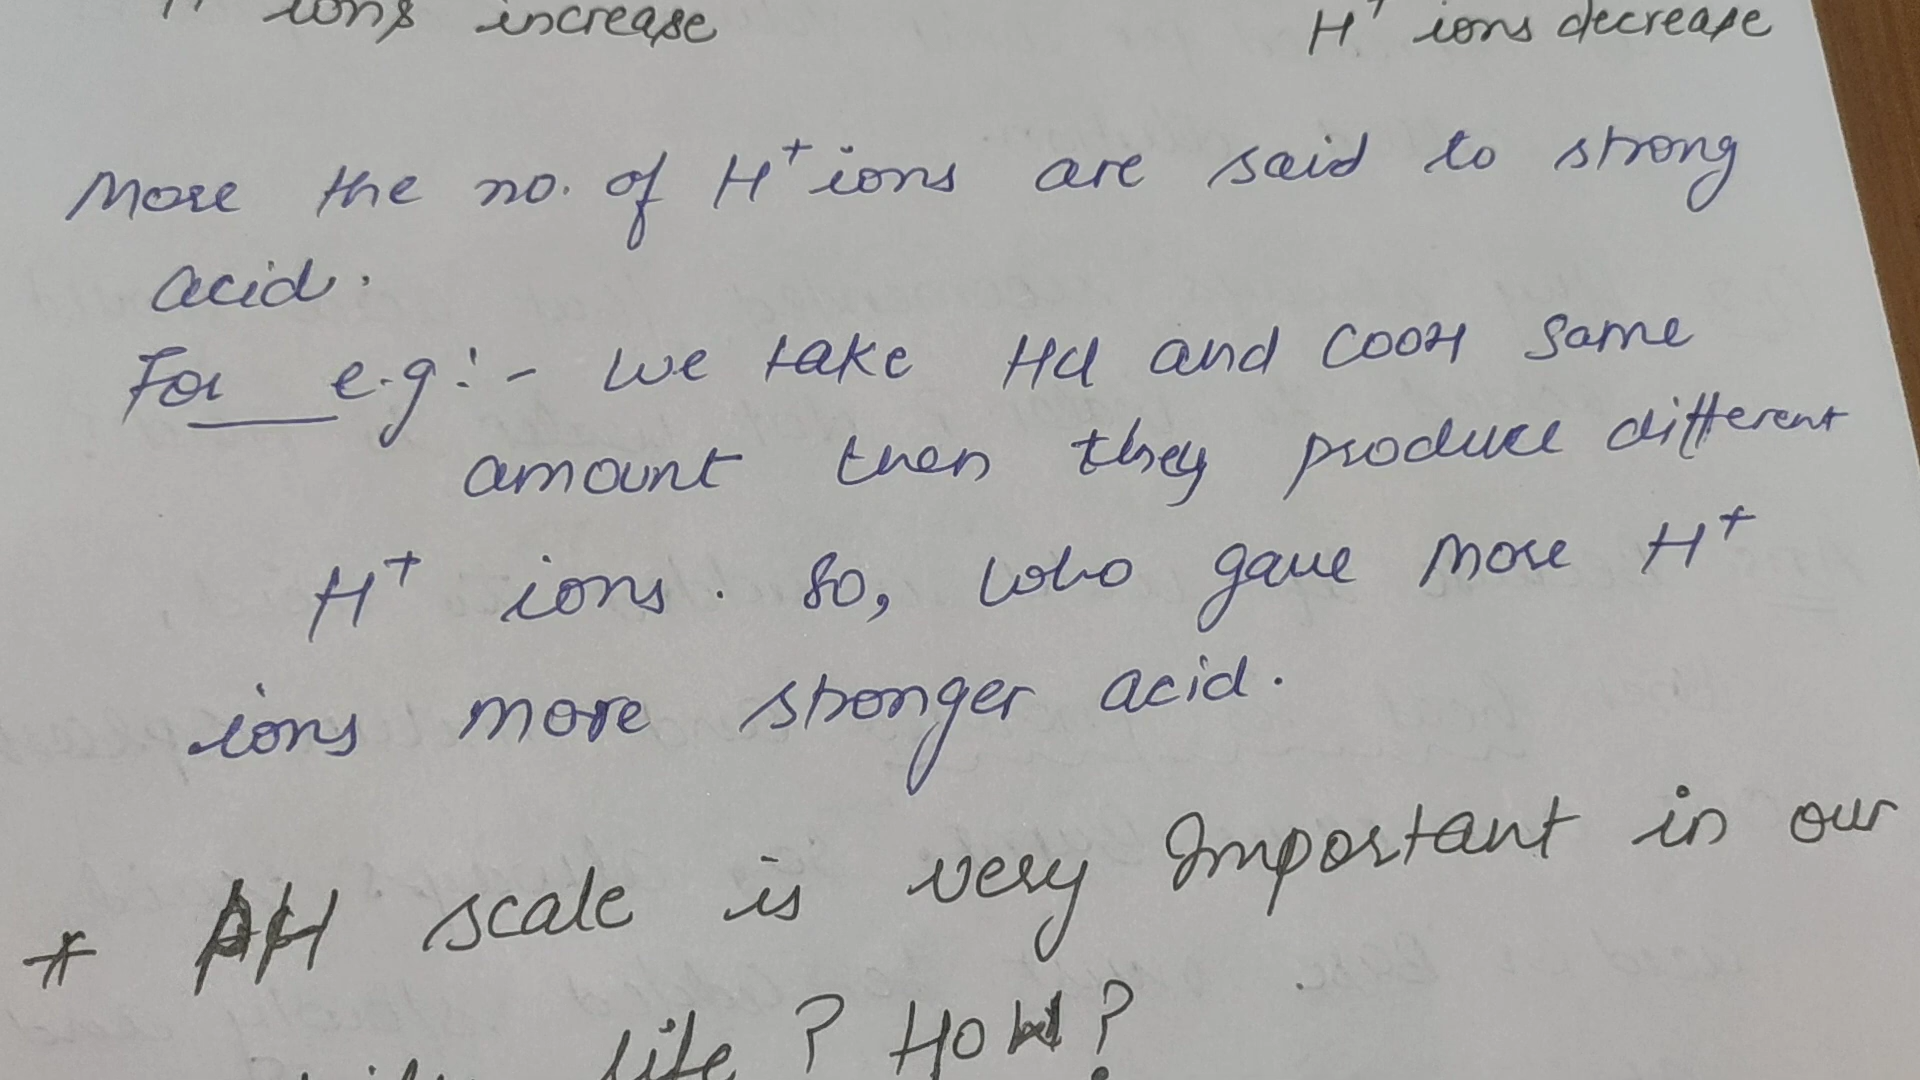 ions increase H⁺ ions decrease
More the no. of H⁺ ions are said to strong
acid.
For e.g:- we take HCl and COOH same
amount then they produce different
H⁺ ions. So, who gave more H⁺
ions more stronger acid.
* PH scale is very Important in our
life ? HOW ?